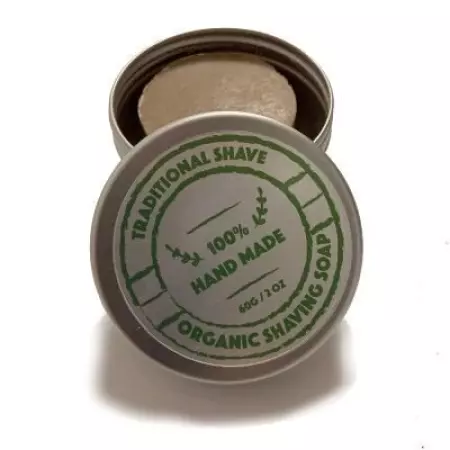 TRADITIONAL SHAVE
100%
HAND MADE
60G / 2 OZ
ORGANIC SHAVING SOAP